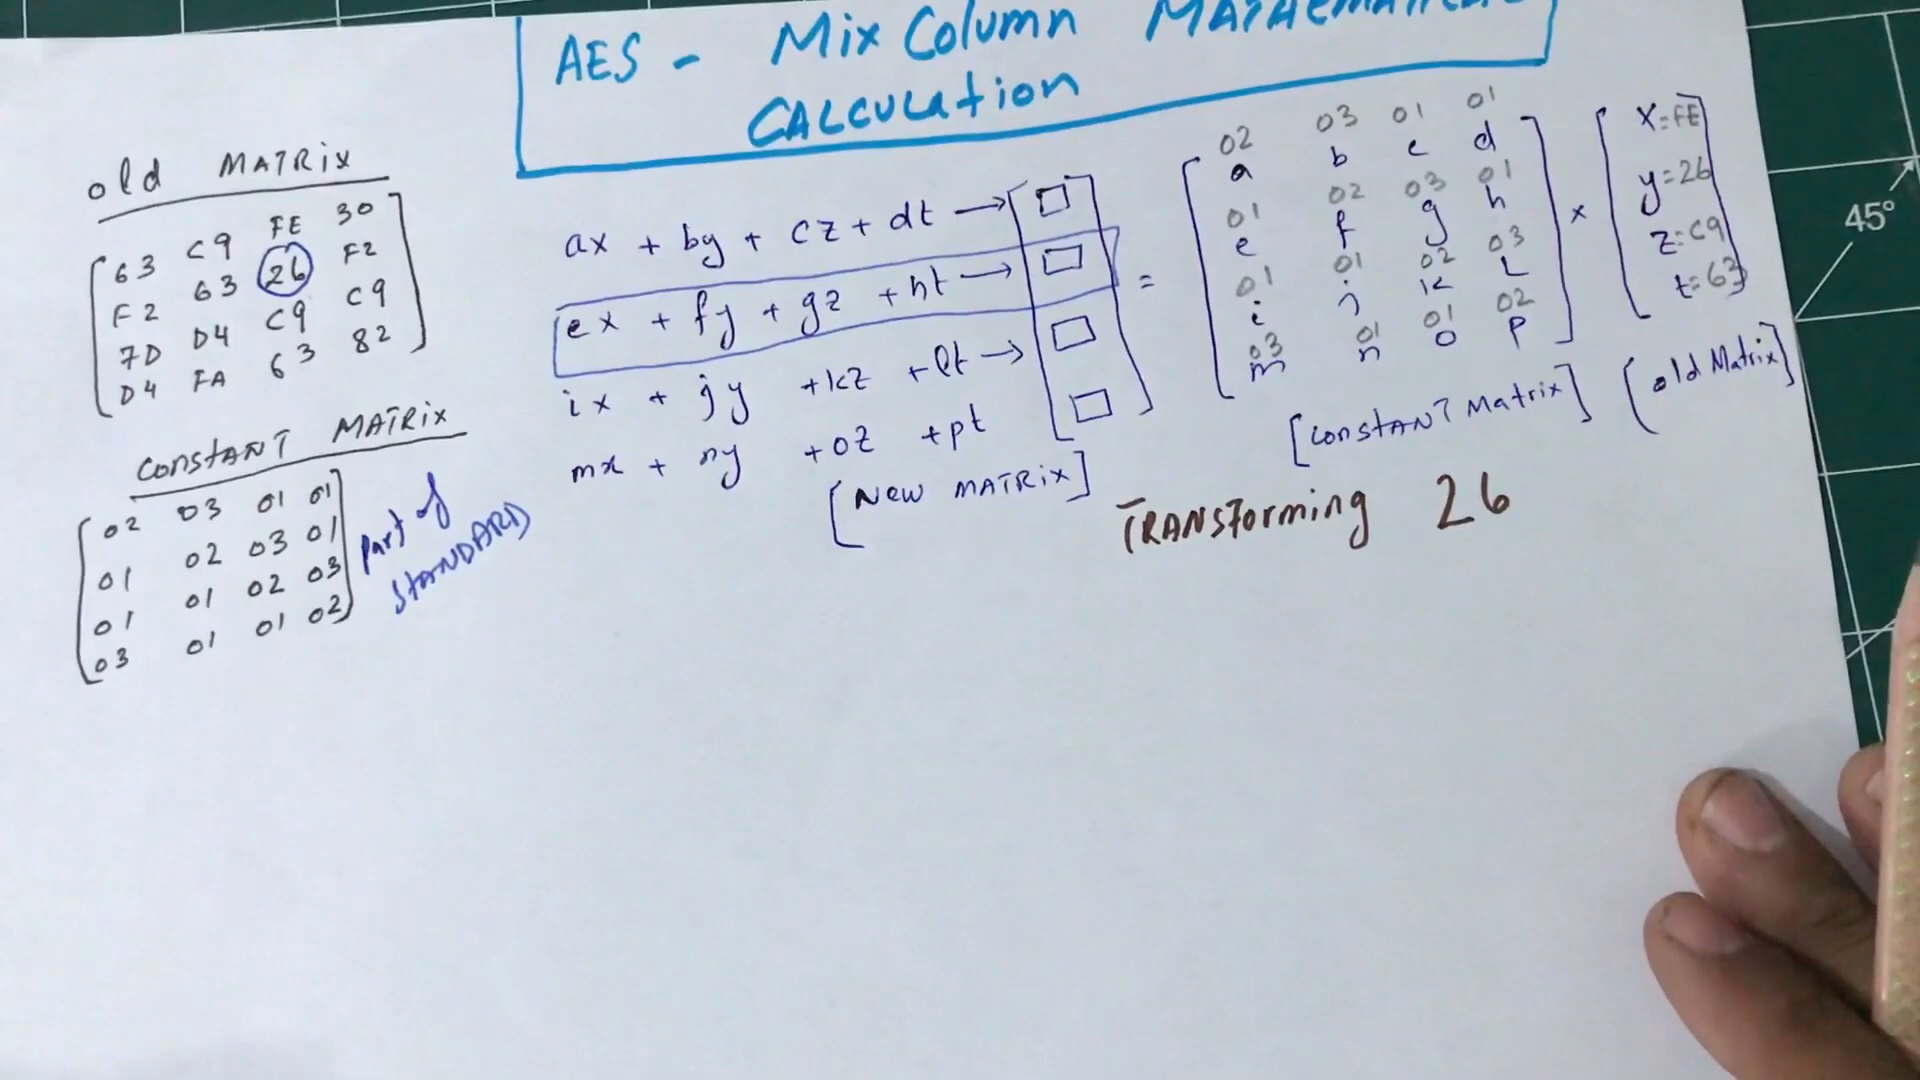 AES - Mix Column MATHEMATICAL
CALCULATION
old MATRIX
63 C9 FE 30
F2 63 26 F2
7D D4 C9 C9
D4 FA 63 82
CONSTANT MATRIX
02 03 01 01
01 02 03 01
01 01 02 03
03 01 01 02
part of
STANDARD
ax + by + cz + dt →
ex + fy + gz + ht →
ix + jy + kz + lt →
mx + ny + oz + pt
[New MATRIX]
=
02 03 01 01
a b c d
01 02 03 01
e f g h
01 01 02 03
i j k L
03 01 01 02
m n o p
×
x=FE
y=26
z=C9
t=63
[CONSTANT Matrix] (old Matrix]
TRANSForming 26
45°